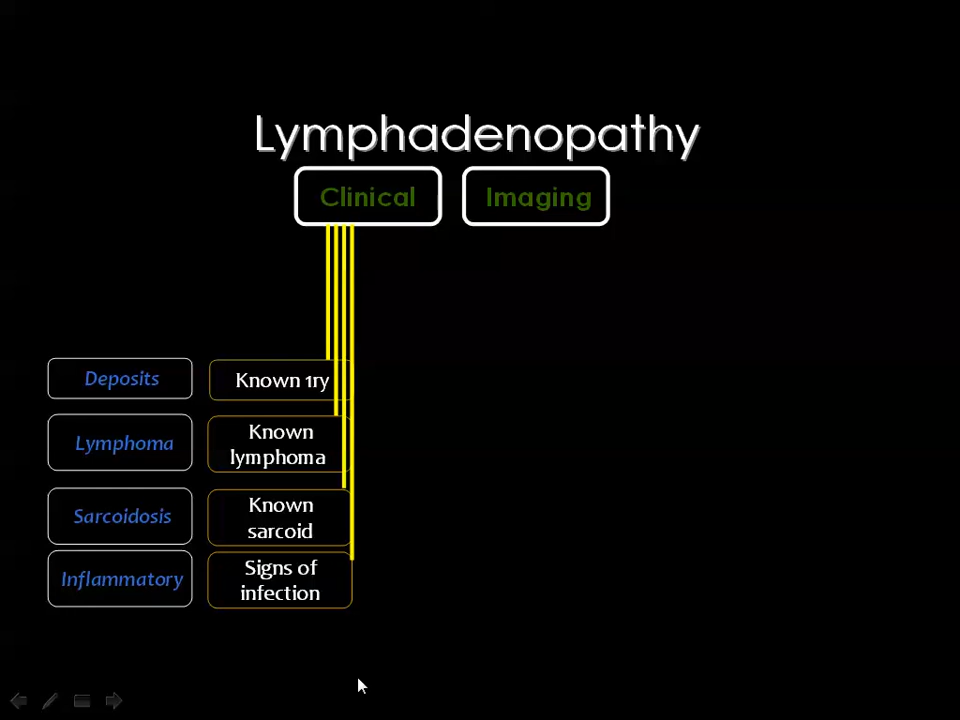 Lymphadenopathy
Clinical
Imaging
Deposits
Known 1ry
Lymphoma
Known
lymphoma
Sarcoidosis
Known
sarcoid
Inflammatory
Signs of
infection